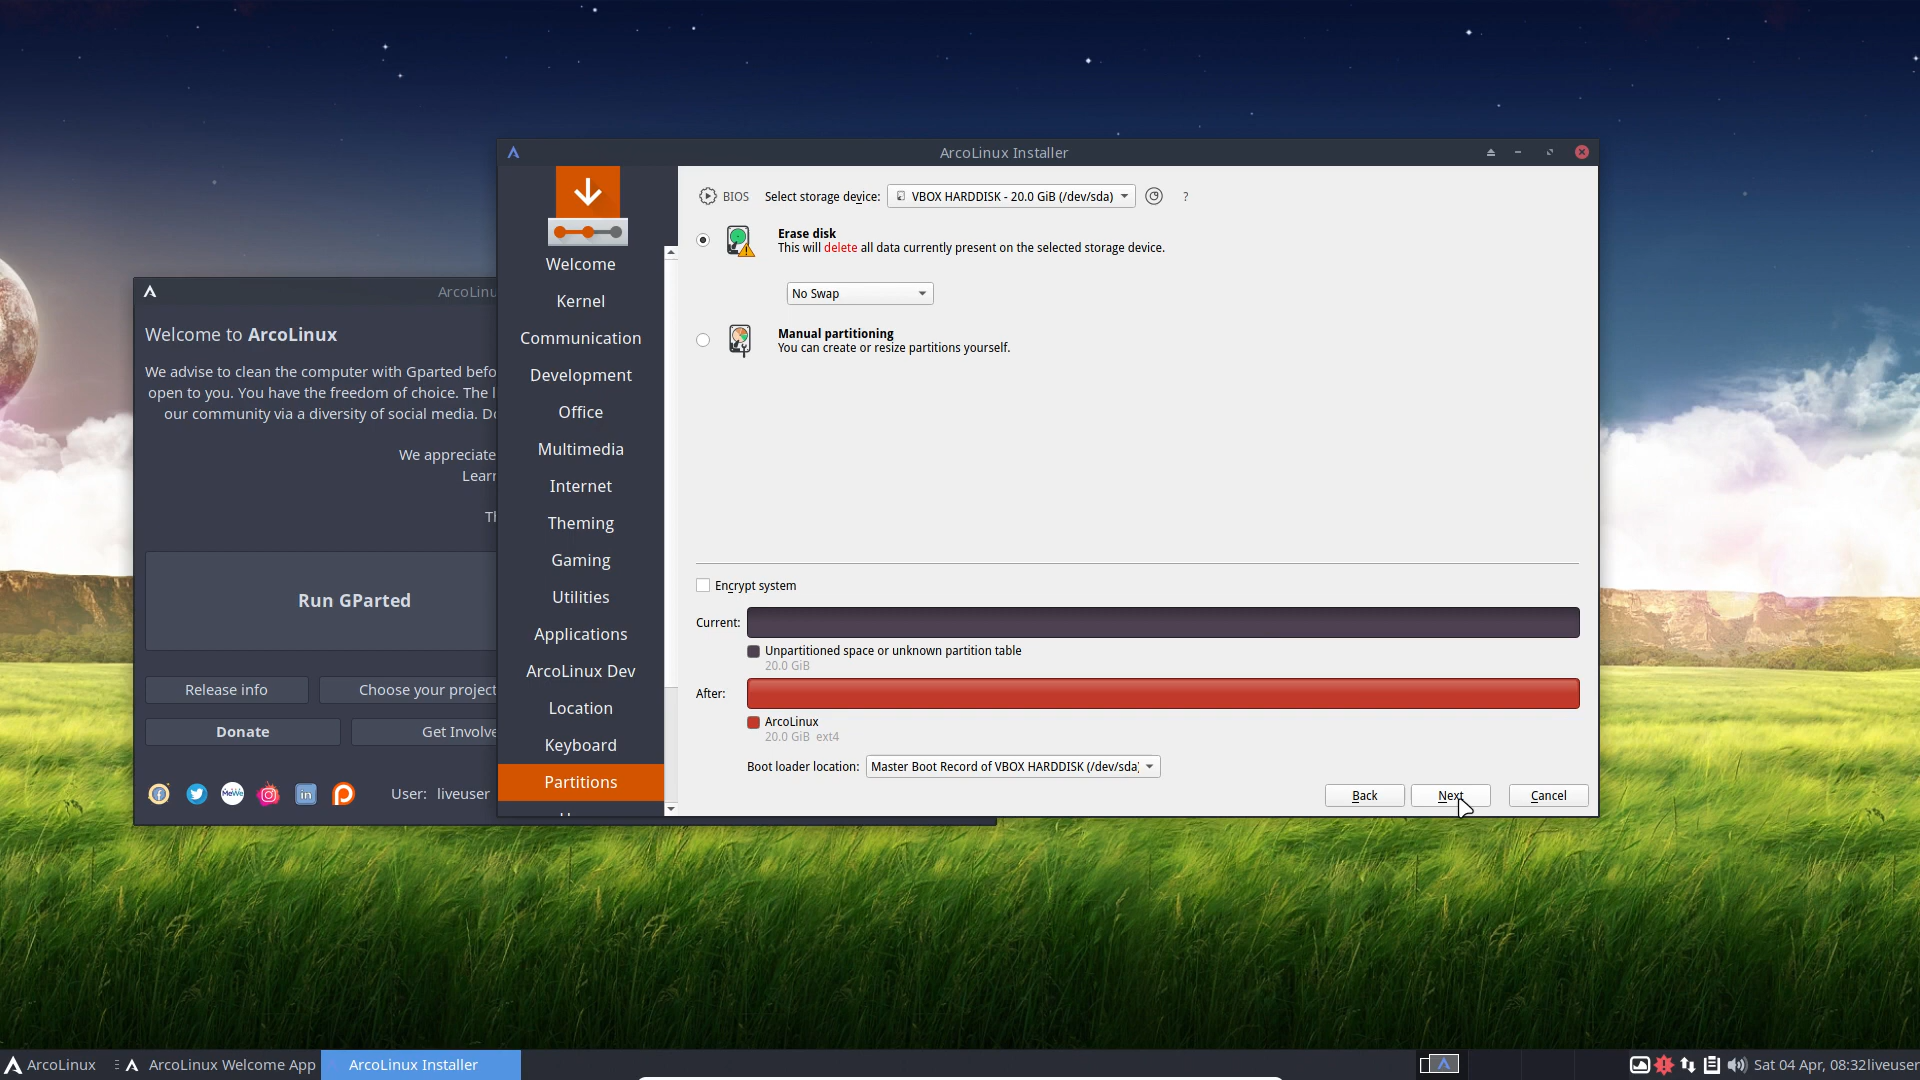 ArcoLinux Installer
BIOS Select storage device: VBOX HARDDISK - 20.0 GiB (/dev/sda) ?
Erase disk
This will delete all data currently present on the selected storage device.
No Swap
Manual partitioning
You can create or resize partitions yourself.
Encrypt system
Current:
Unpartitioned space or unknown partition table
20.0 GiB
After:
ArcoLinux
20.0 GiB ext4
Boot loader location: Master Boot Record of VBOX HARDDISK (/dev/sda)
Back Next Cancel
Welcome
Kernel
Communication
Development
Office
Multimedia
Internet
Theming
Gaming
Utilities
Applications
ArcoLinux Dev
Location
Keyboard
Partitions
ArcoLinu
Welcome to ArcoLinux
We advise to clean the computer with Gparted befo
open to you. You have the freedom of choice. The l
our community via a diversity of social media. Do
We appreciate
Lear
Th
Run GParted
Release info Choose your project
Donate Get Involve
MeWe in User: liveuser
ArcoLinux ArcoLinux Welcome App ArcoLinux Installer Sat 04 Apr, 08:32 liveuser